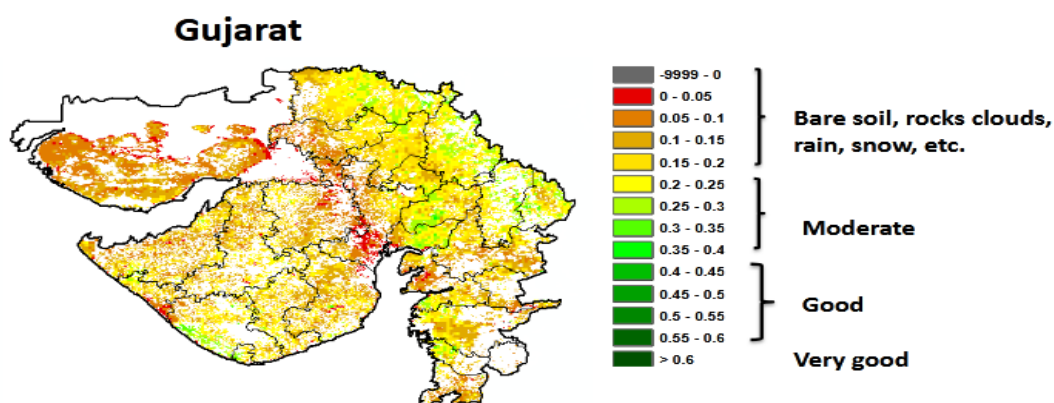 Gujarat
-9999 - 0
0 - 0.05
0.05 - 0.1
0.1 - 0.15
0.15 - 0.2
0.2 - 0.25
0.25 - 0.3
0.3 - 0.35
0.35 - 0.4
0.4 - 0.45
0.45 - 0.5
0.5 - 0.55
0.55 - 0.6
> 0.6
Bare soil, rocks clouds,
rain, snow, etc.
Moderate
Good
Very good